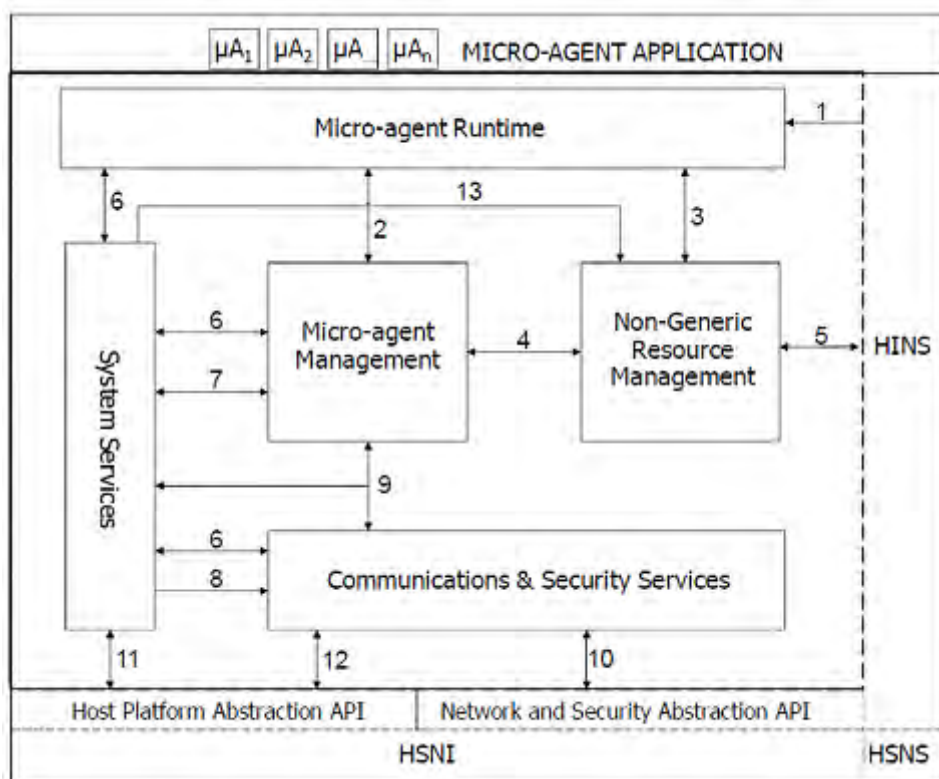 µA1 µA2 µA_ µAn MICRO-AGENT APPLICATION
Micro-agent Runtime
1
6
13
2
3
System Services
6
Micro-agent
Management
4
Non-Generic
Resource
Management
5
HINS
7
9
6
8
Communications & Security Services
11
12
10
Host Platform Abstraction API
Network and Security Abstraction API
HSNI
HSNS